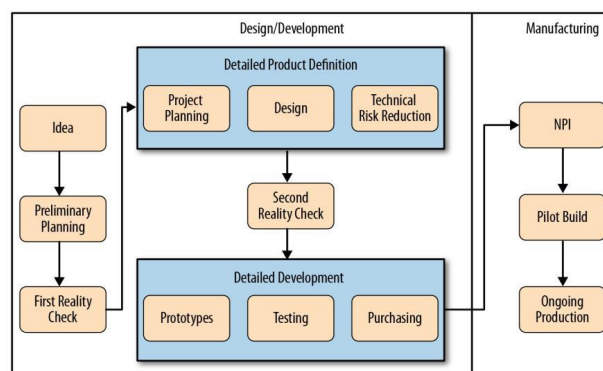 Design/Development
Manufacturing
Detailed Product Definition
Project
Planning
Design
Technical
Risk Reduction
Idea
Preliminary
Planning
First Reality
Check
Second
Reality Check
Detailed Development
Prototypes
Testing
Purchasing
NPI
Pilot Build
Ongoing
Production